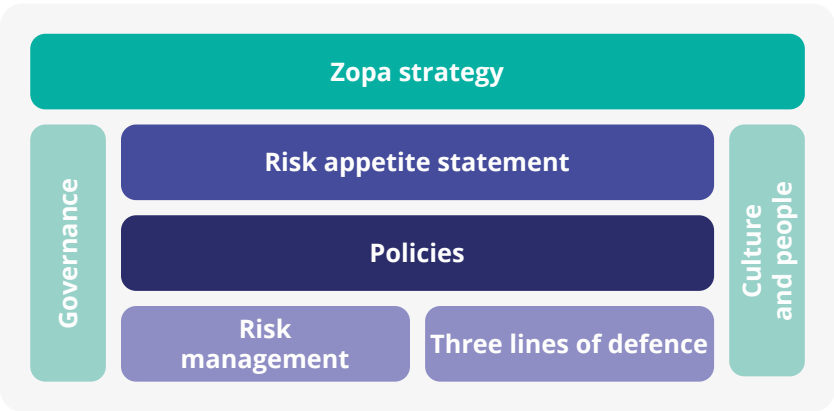 Zopa strategy
Governance
Risk appetite statement
Policies
Risk
management
Three lines of defence
Culture
and people